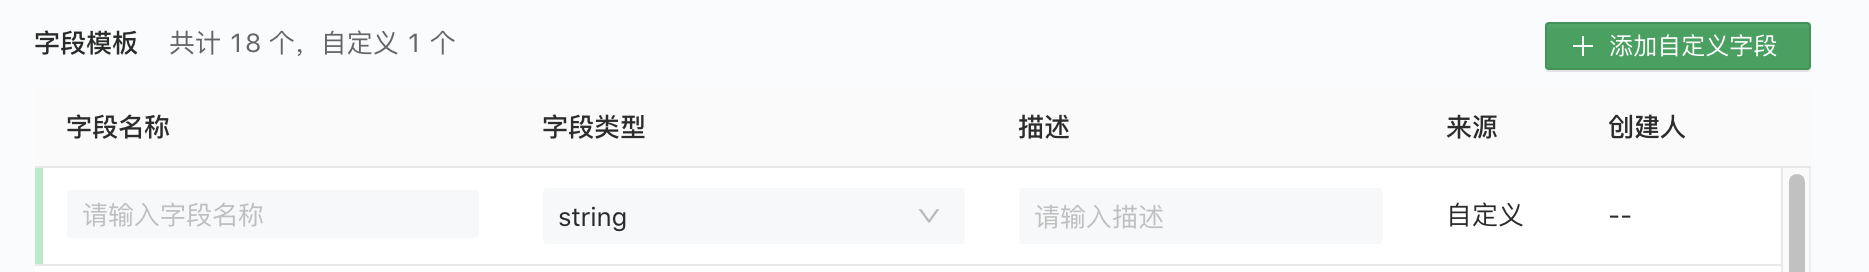 字段模板 共计 18 个，自定义 1 个
添加自定义字段
字段名称 字段类型 描述 来源 创建人
请输入字段名称 string 请输入描述 自定义 --